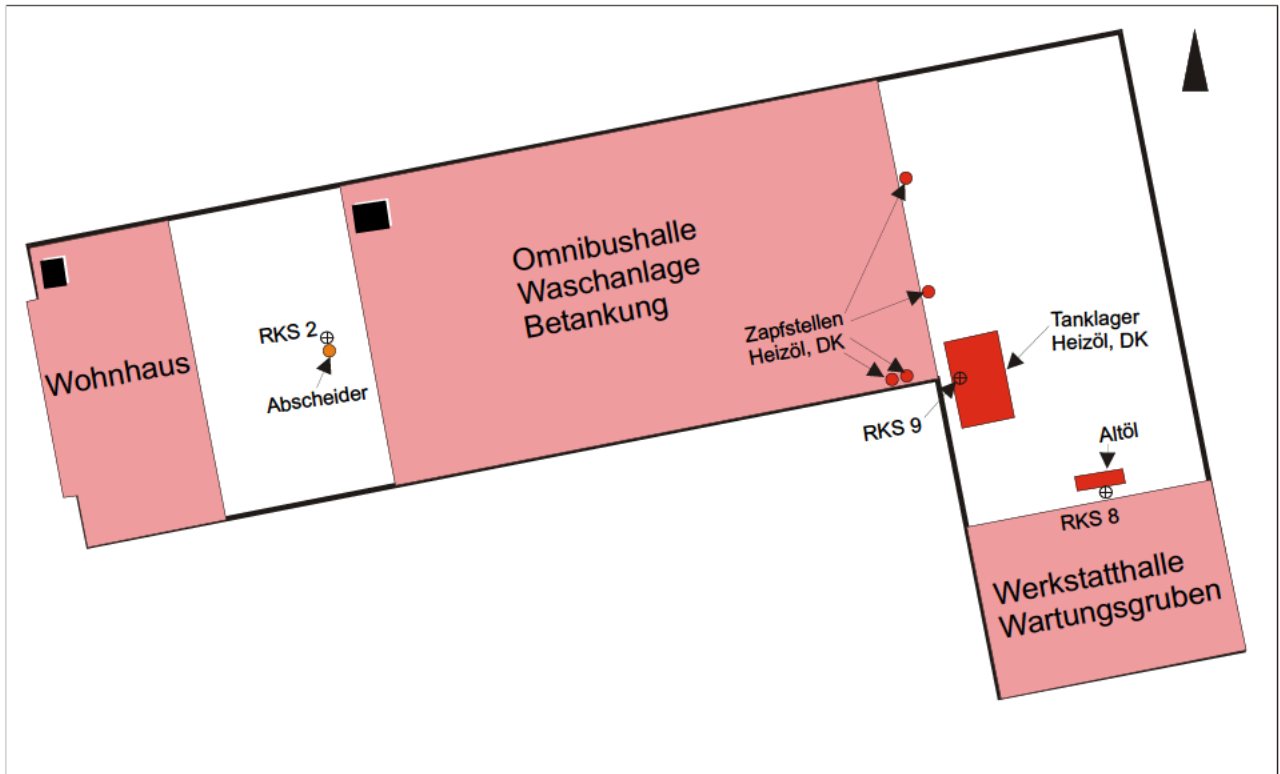 Omnibushalle
Waschanlage
Betankung
RKS 2
Abscheider
Wohnhaus
Zapfstellen
Heizöl, DK
Tanklager
Heizöl, DK
RKS 9
Altöl
RKS 8
Werkstatthalle
Wartungsgruben